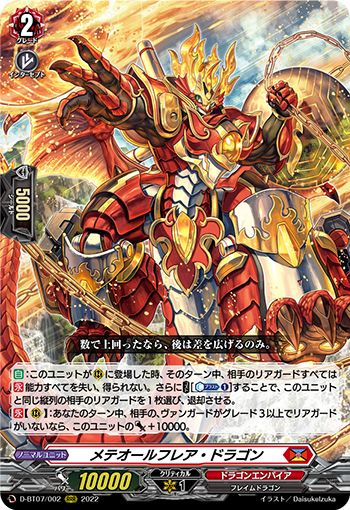 2
グレード
インターセプト
5000
シールド
数で上回ったなら、後は差を広げるのみ。
自:このユニットがRに登場した時、そのターン中、相手のリアガードすべては
能力すべてを失い、得られない。さらに
ブラスト
1
することで、このユニット
と同じ縦列の相手のリアガードを1枚選び、退却させる。
永
R
:あなたのターン中、相手の、ヴァンガードがグレード3以上でリアガード
がいないなら、このユニットの
+10000。
ノーマルユニット
メテオールフレア・ドラゴン
パワー
10000
クリティカル
1
ドラゴンエンパイア
フレイムドラゴン
D-BT07/002
RRR
2022
イラスト/Daisukelzuka